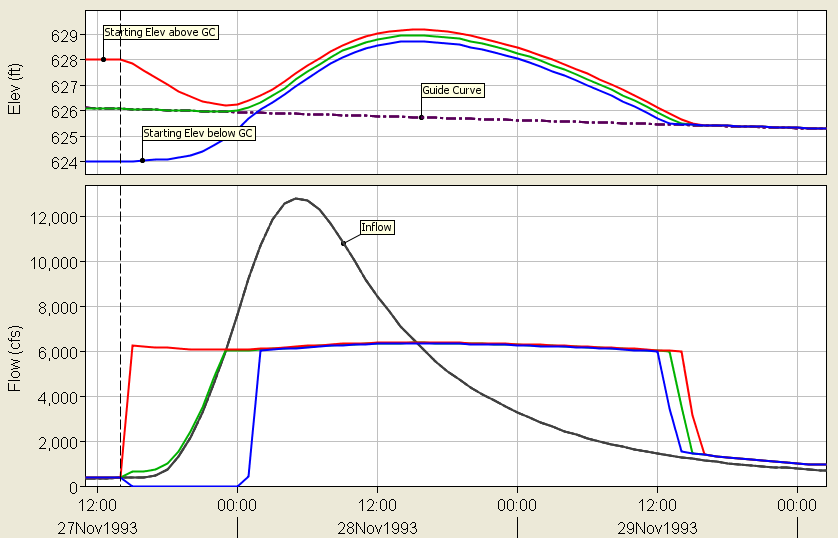 Starting Elev above GC
629
628
627
626
625
624
Elev (ft)
Guide Curve
Starting Elev below GC
12,000
10,000
8,000
6,000
4,000
2,000
0
Flow (cfs)
Inflow
12:00 00:00 12:00 00:00 12:00 00:00
27Nov1993 28Nov1993 29Nov1993